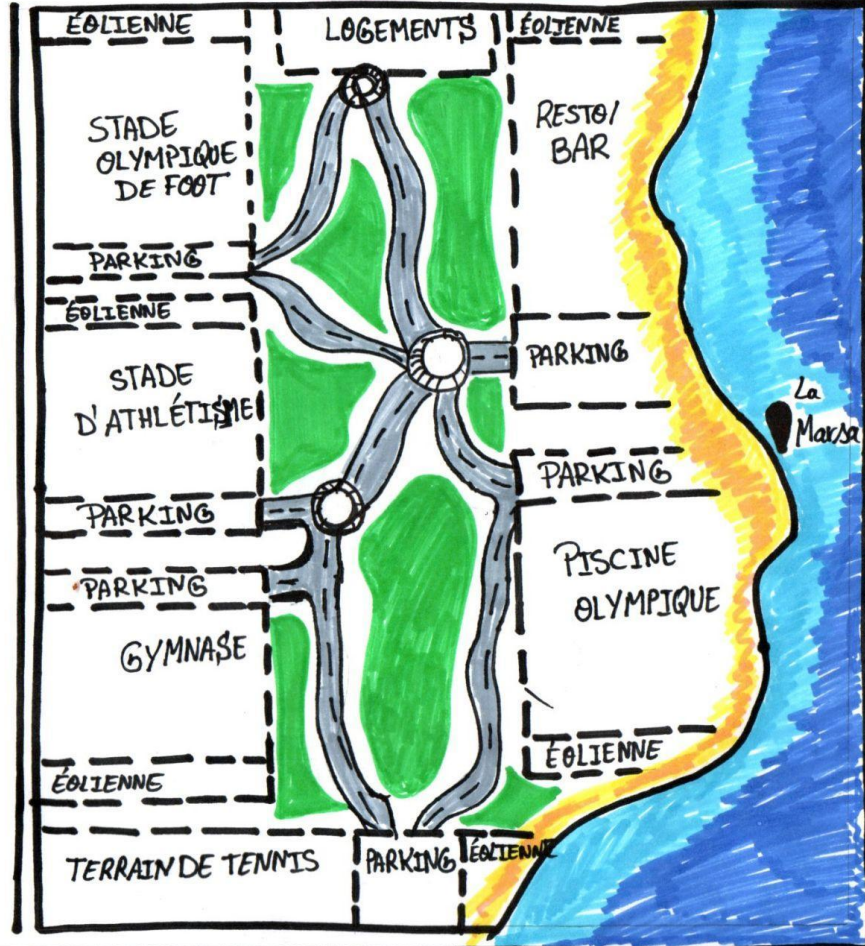 ÉOLIENNE
LOGEMENTS
ÉOLIENNE
STADE
OLYMPIQUE
DE FOOT
RESTO/
BAR
PARKING
ÉOLIENNE
PARKING
STADE
D'ATHLÉTISME
La
Marsa
PARKING
PARKING
PARKING
PISCINE
OLYMPIQUE
GYMNASE
ÉOLIENNE
ÉOLIENNE
TERRAIN DE TENNIS
PARKING
ÉOLIENNE